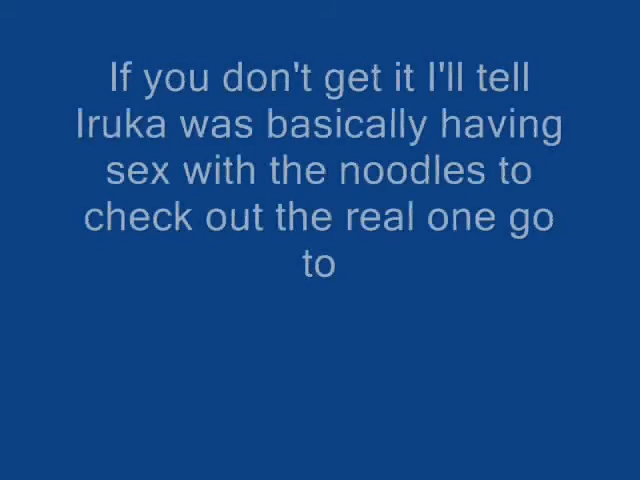 If you don't get it I'll tell
Iruka was basically having
sex with the noodles to
check out the real one go
to